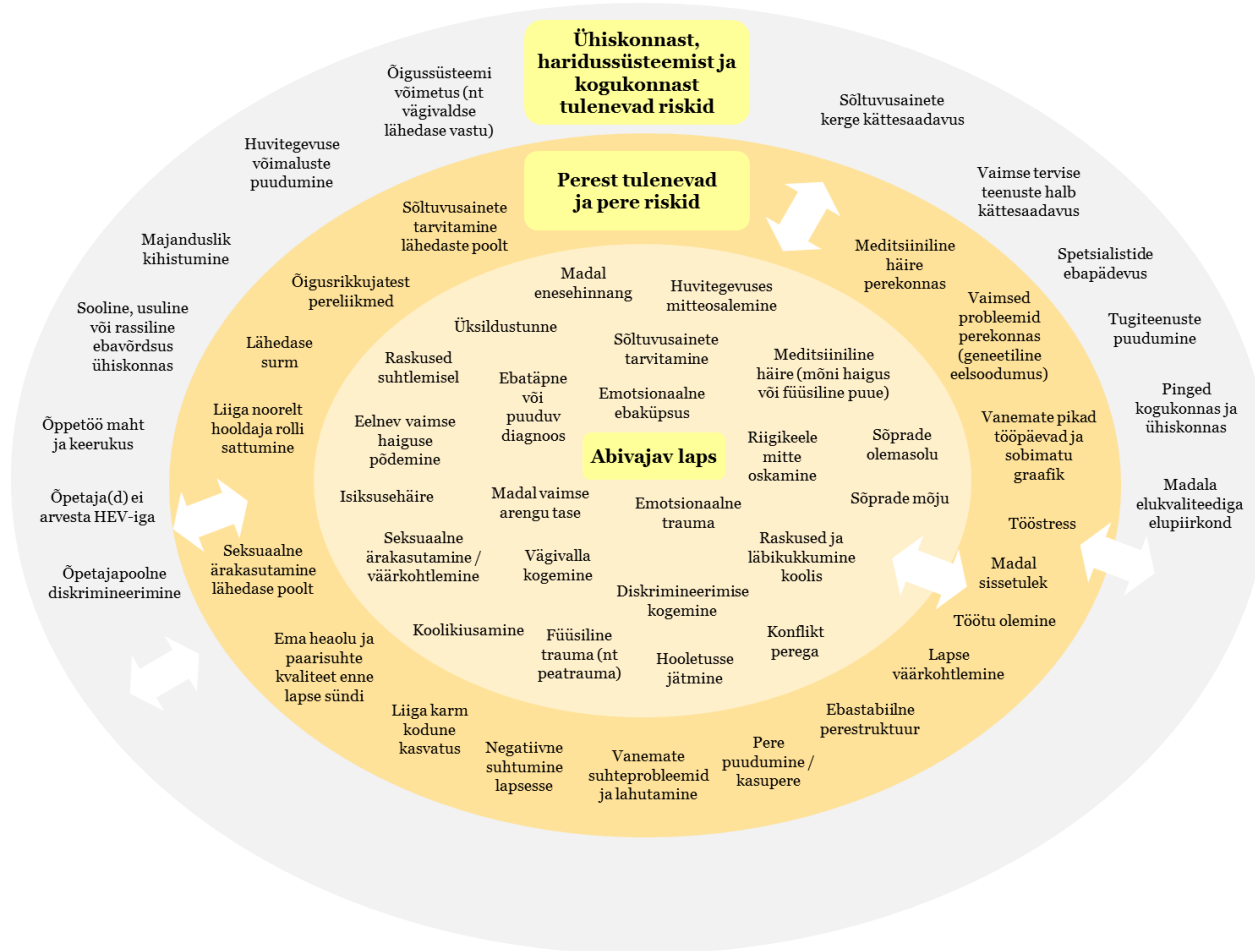 Ühiskonnast,
haridussüsteemist ja
kogukonnast
tulenevad riskid
Õigussüsteemi
võimetus (nt
vägivaldse
lähedase vastu)
Sõltuvusainete
kerge kättesaadavus
Huvitegevuse
võimaluste
puudumine
Vaimse tervise
teenuste halb
kättesaadavus
Majanduslik
kihistumine
Spetsialistide
ebapädevus
Sooline, usuline
või rassiline
ebavõrdsus
ühiskonnas
Tugiteenuste
puudumine
Õppetöö maht
ja keerukus
Pinged
kogukonnas ja
ühiskonnas
Õpetaja(d) ei
arvesta HEV-iga
Madala
elukvaliteediga
elupiirkond
Õpetajapoolne
diskrimineerimine
Perest tulenevad
ja pere riskid
Sõltuvusainete
tarvitamine
lähedaste poolt
Meditsiiniline
häire
perekonnas
Õigusrikkujatest
pereliikmed
Vaimsed
probleemid
perekonnas
(geneetiline
eelsoodumus)
Lähedase
surm
Liiga noorelt
hooldaja rolli
sattumine
Vanemate pikad
tööpäevad ja
sobimatu
graafik
Tööstress
Seksuaalne
ärakasutamine
lähedase poolt
Madal
sissetulek
Töötu olemine
Ema heaolu ja
paarisuhte
kvaliteet enne
lapse sündi
Lapse
väärkohtlemine
Liiga karm
kodune
kasvatus
Ebastabiilne
perestruktuur
Negatiivne
suhtumine
lapsesse
Vanemate
suhteprobleemid
ja lahutamine
Pere
puudumine /
kasupere
Madal
enesehinnang
Huvitegevuses
mitteosalemine
Üksildustunne
Sõltuvusainete
tarvitamine
Raskused
suhtlemisel
Ebatäpne
või
puuduv
diagnoos
Emotsionaalne
ebaküpsus
Meditsiiniline
häire (mõni haigus
või füüsiline puue)
Eelnev vaimse
haiguse
põdemine
Abivajav laps
Riigikeele
mitte
oskamine
Sõprade
olemasolu
Isiksusehäire
Madal vaimse
arengu tase
Emotsionaalne
trauma
Sõprade mõju
Seksuaalne
ärakasutamine /
väärkohtlemine
Vägivalla
kogemine
Raskused ja
läbikukkumine
koolis
Diskrimineerimise
kogemine
Koolikiusamine
Füüsiline
trauma (nt
peatrauma)
Hooletusse
jätmine
Konflikt
perega